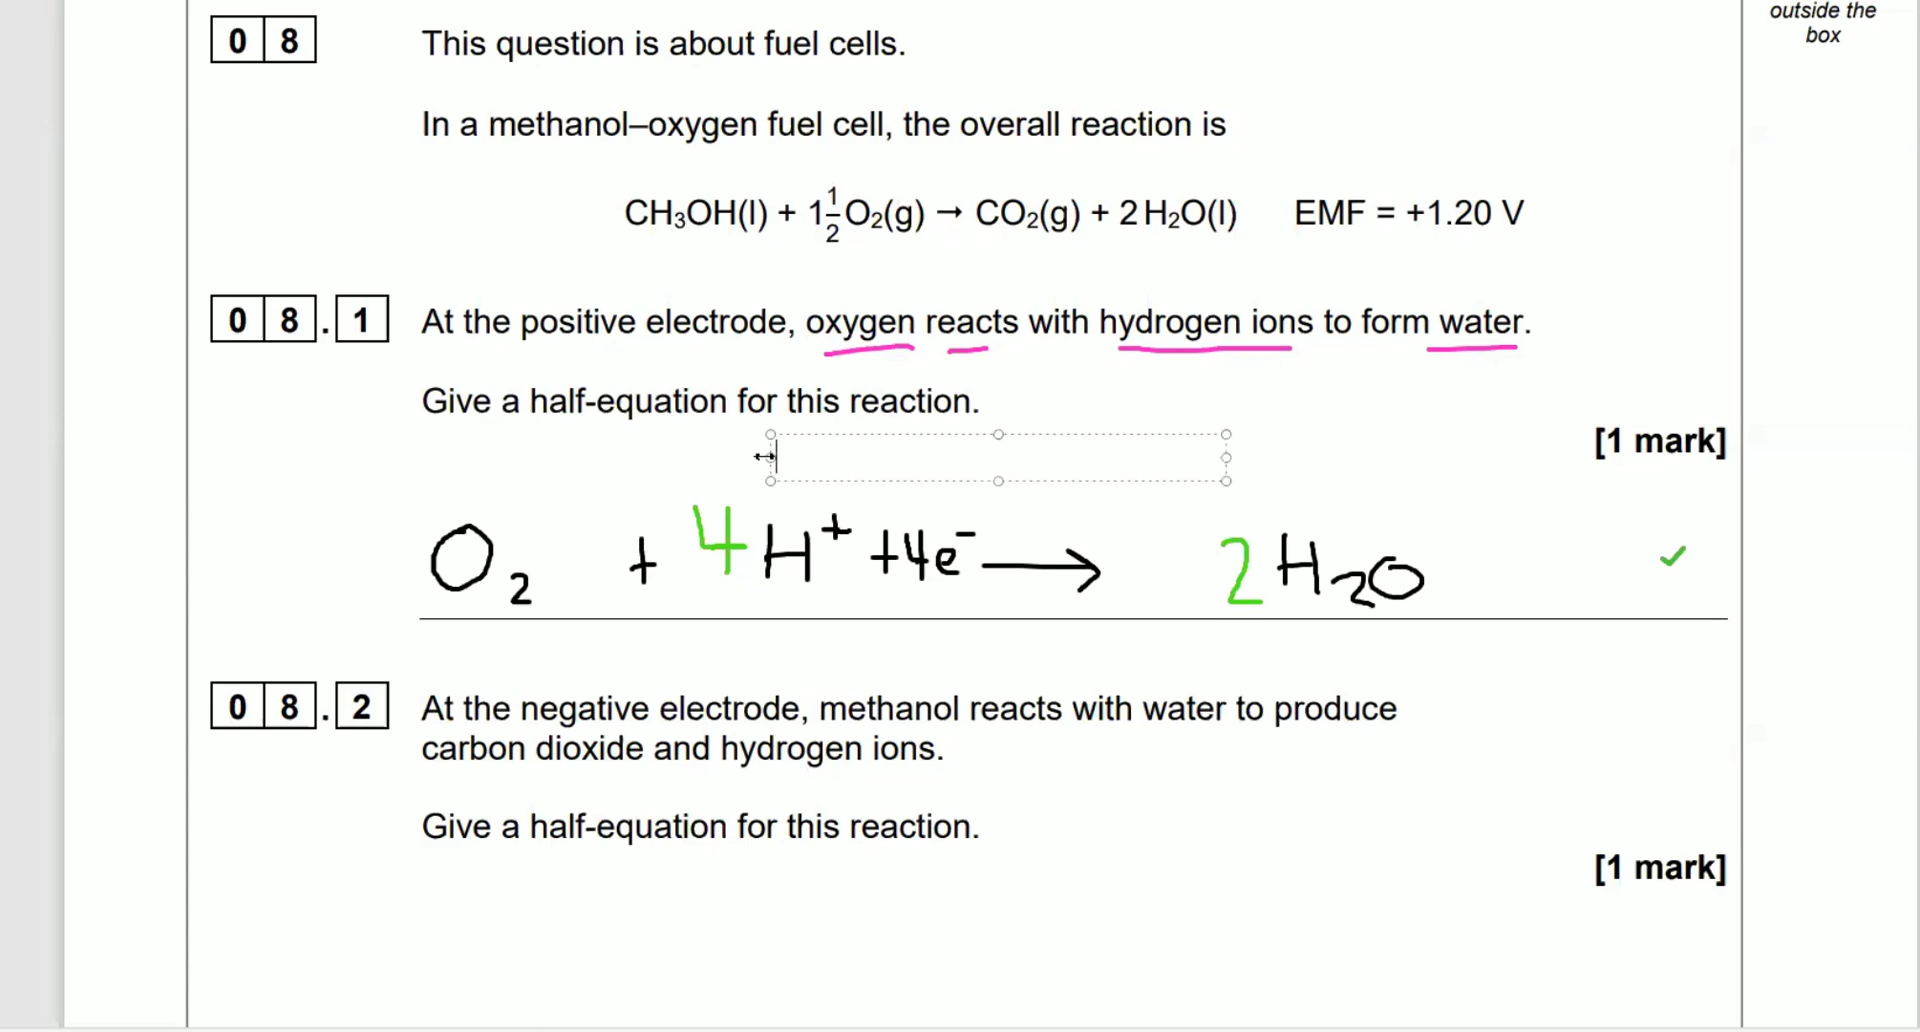 outside the
box
0 8 This question is about fuel cells.
In a methanol–oxygen fuel cell, the overall reaction is
CH₃OH(l) + 1½O₂(g) → CO₂(g) + 2H₂O(l) EMF = +1.20 V
0 8 . 1 At the positive electrode, oxygen reacts with hydrogen ions to form water.
Give a half-equation for this reaction.
[1 mark]
O₂ + 4H⁺ + 4e⁻ → 2H₂O ✓
0 8 . 2 At the negative electrode, methanol reacts with water to produce
carbon dioxide and hydrogen ions.
Give a half-equation for this reaction.
[1 mark]